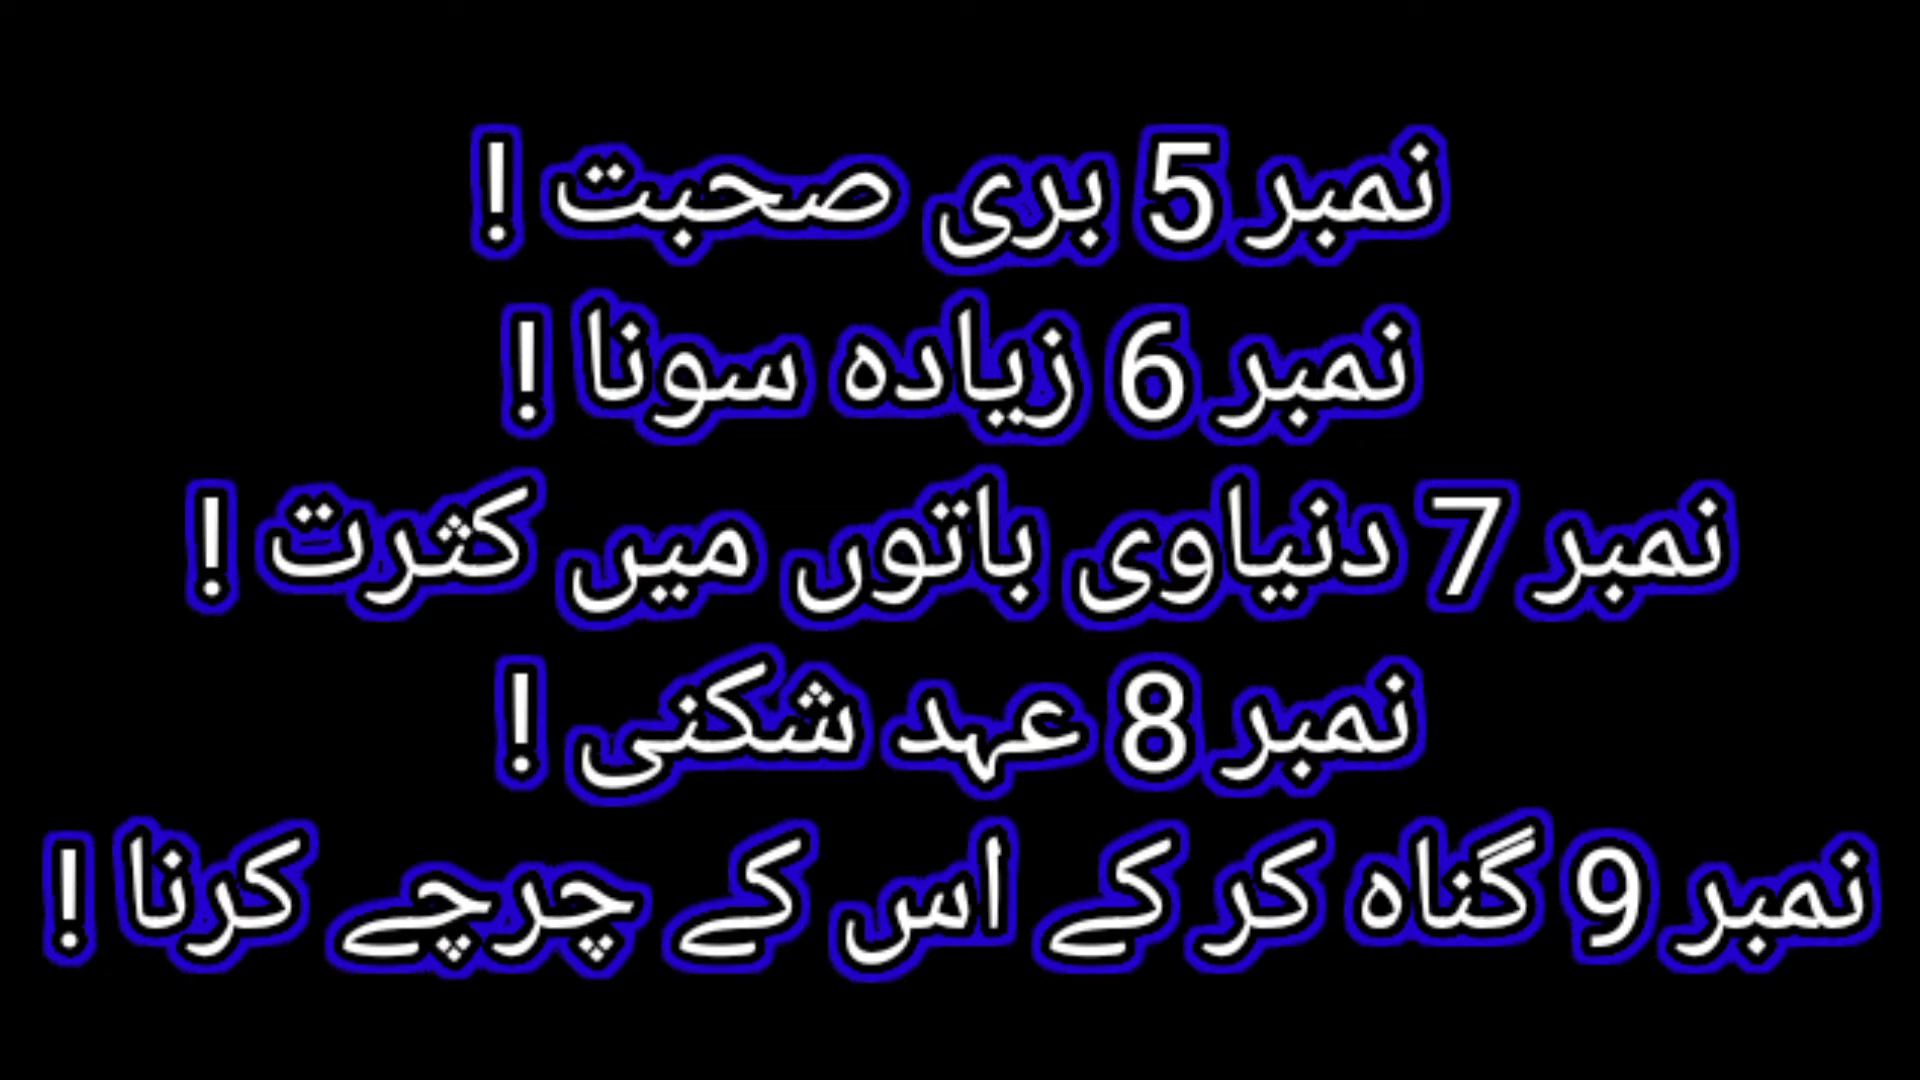 نمبر 5 بری صحبت !
نمبر 6 زیادہ سونا !
نمبر 7 دنیاوی باتوں میں کثرت !
نمبر 8 عہد شکنی !
نمبر 9 گناہ کر کے اس کے چرچے کرنا !